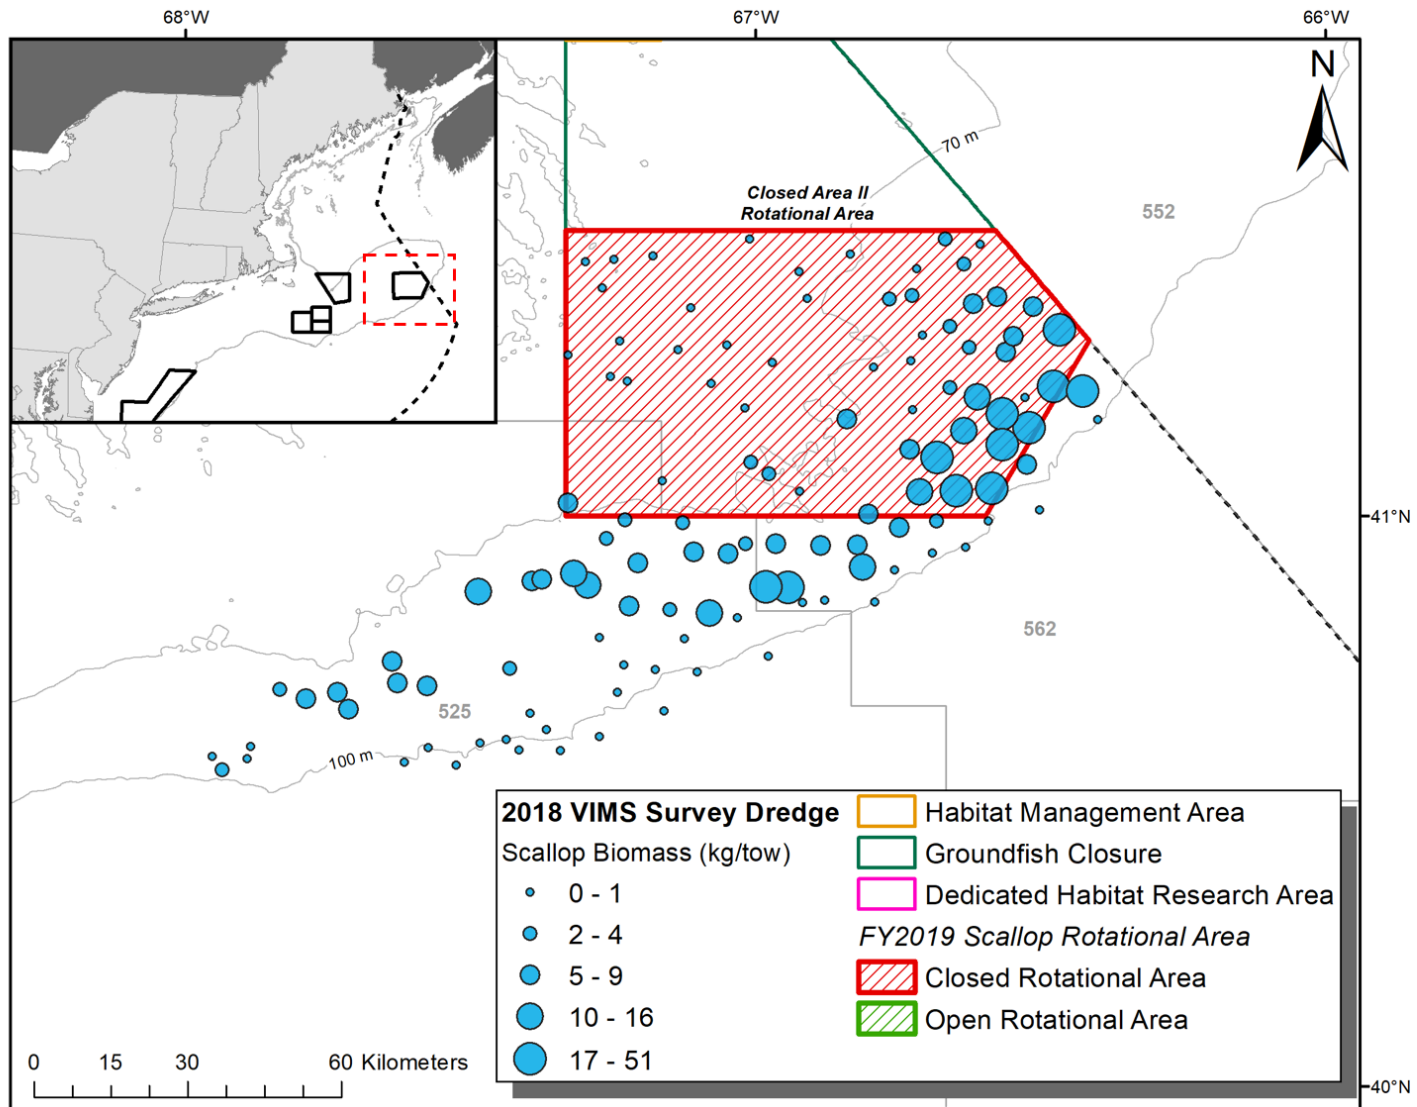 68°W
67°W
66°W
N
70 m
552
Closed Area II
Rotational Area
41°N
562
525
100 m
2018 VIMS Survey Dredge
Scallop Biomass (kg/tow)
0 - 1
2 - 4
5 - 9
10 - 16
17 - 51
Habitat Management Area
Groundfish Closure
Dedicated Habitat Research Area
FY2019 Scallop Rotational Area
Closed Rotational Area
Open Rotational Area
0 15 30 60 Kilometers
40°N